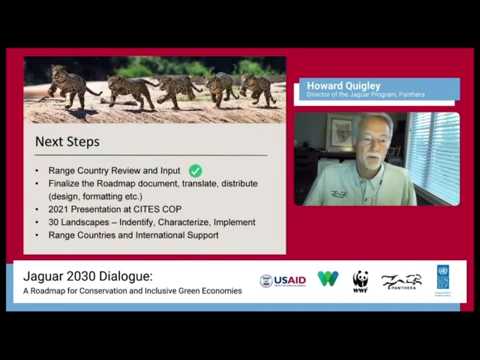 Howard Quigley
Director of the Jaguar Program, Panthera
Next Steps
• Range Country Review and Input
• Finalize the Roadmap document, translate, distribute
(design, formatting etc.)
• 2021 Presentation at CITES COP
• 30 Landscapes – Indentify, Characterize, Implement
• Range Countries and International Support
Jaguar 2030 Dialogue:
A Roadmap for Conservation and Inclusive Green Economies
USAID
WWF
PANTHERA